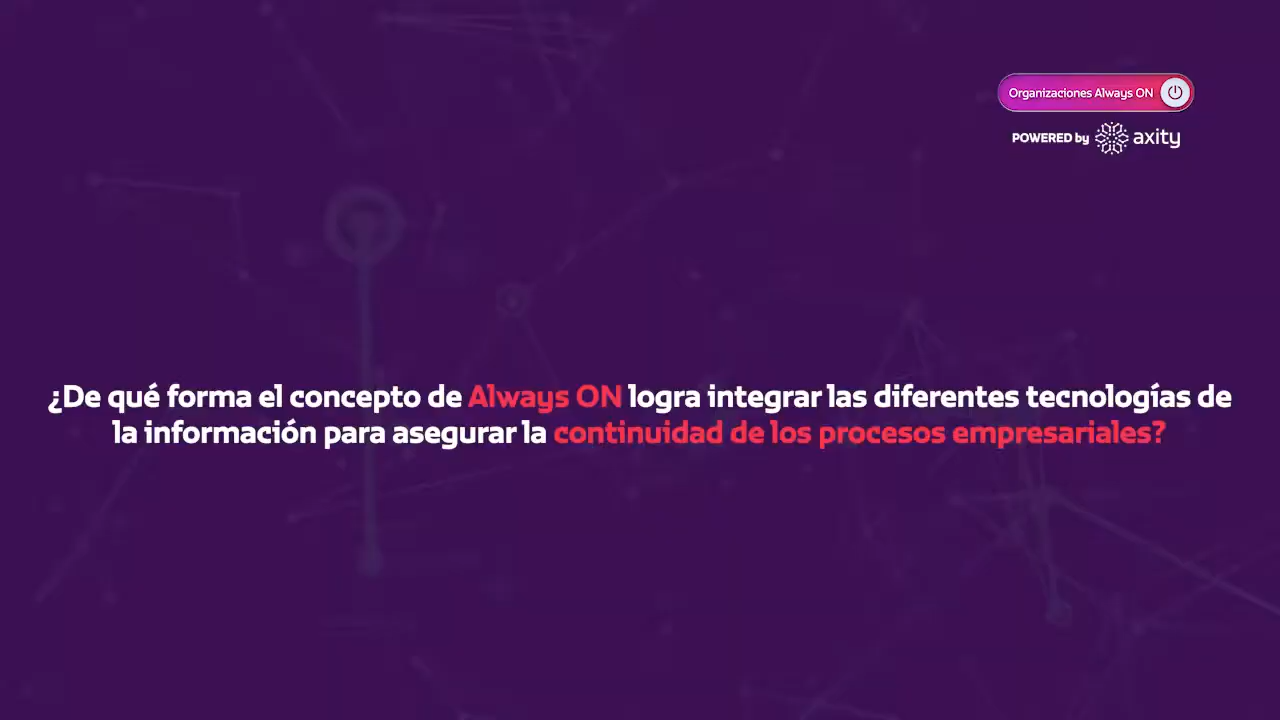 Organizaciones Always ON
POWERED by axity
¿De qué forma el concepto de Always ON logra integrar las diferentes tecnologías de
la información para asegurar la continuidad de los procesos empresariales?